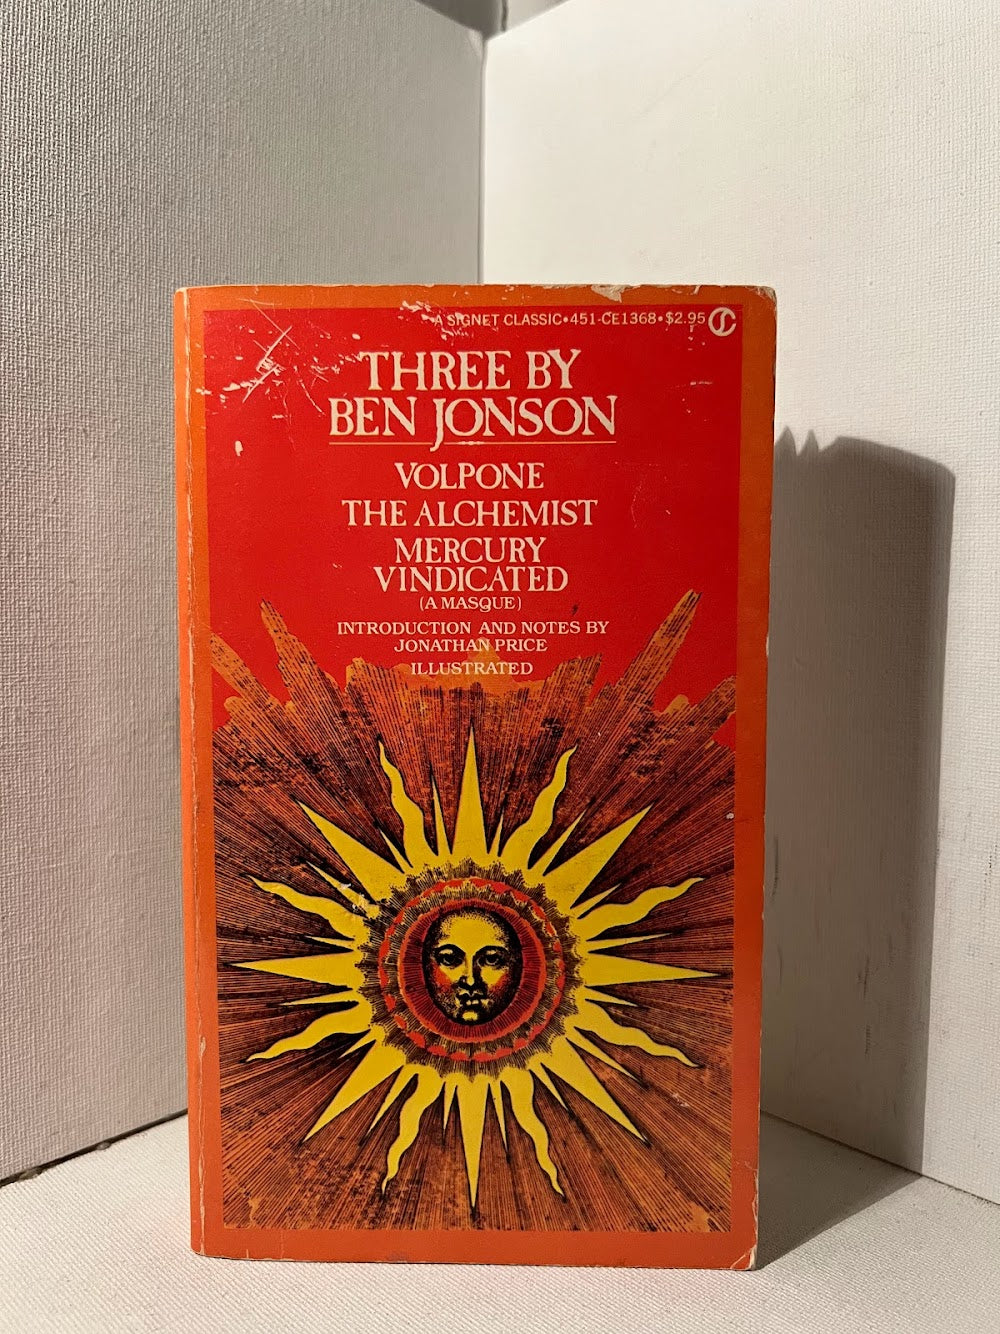 A SIGNET CLASSIC•451-CE1368•$2.95
THREE BY
BEN JONSON
VOLPONE
THE ALCHEMIST
MERCURY
VINDICATED
(A MASQUE)
INTRODUCTION AND NOTES BY
JONATHAN PRICE
ILLUSTRATED